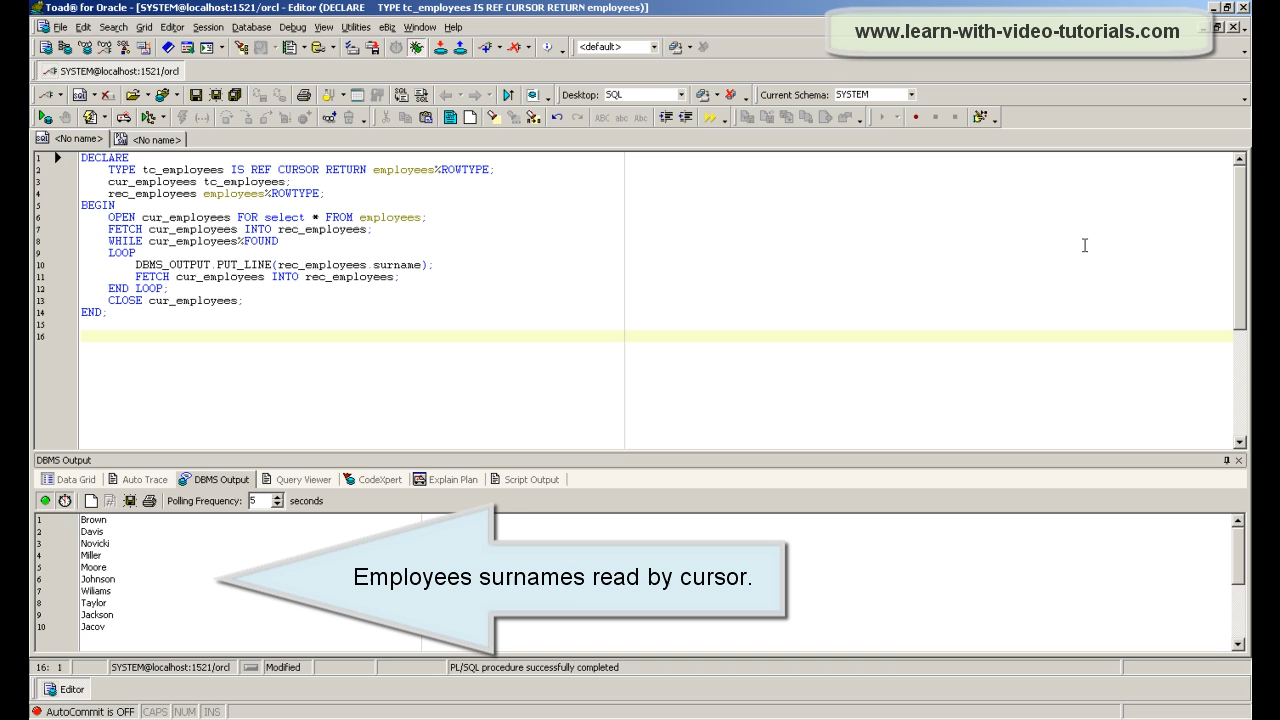 Toad® for Oracle - [SYSTEM@localhost:1521/orcl - Editor (DECLARE TYPE tc_employees IS REF CURSOR RETURN employees)]
www.learn-with-video-tutorials.com
File Edit Search Grid Editor Session Database Debug View Utilities eBiz Window Help
<default>
SYSTEM@localhost:1521/orcl
Desktop: SQL Current Schema: SYSTEM
<No name> <No name>
1 DECLARE
2 TYPE tc_employees IS REF CURSOR RETURN employees%ROWTYPE;
3 cur_employees tc_employees;
4 rec_employees employees%ROWTYPE;
5 BEGIN
6 OPEN cur_employees FOR select * FROM employees;
7 FETCH cur_employees INTO rec_employees;
8 WHILE cur_employees%FOUND
9 LOOP
10 DBMS_OUTPUT.PUT_LINE(rec_employees.surname);
11 FETCH cur_employees INTO rec_employees;
12 END LOOP;
13 CLOSE cur_employees;
14 END;
15
16
DBMS Output
Data Grid Auto Trace DBMS Output Query Viewer CodeXpert Explain Plan Script Output
Polling Frequency: 5 seconds
1 Brown
2 Davis
3 Novicki
4 Miller
5 Moore
6 Johnson
7 Wiliams
8 Taylor
9 Jackson
10 Jacov
Employees surnames read by cursor.
16: 1 SYSTEM@localhost:1521/orcl Modified PL/SQL procedure successfully completed
Editor
AutoCommit is OFF CAPS NUM INS